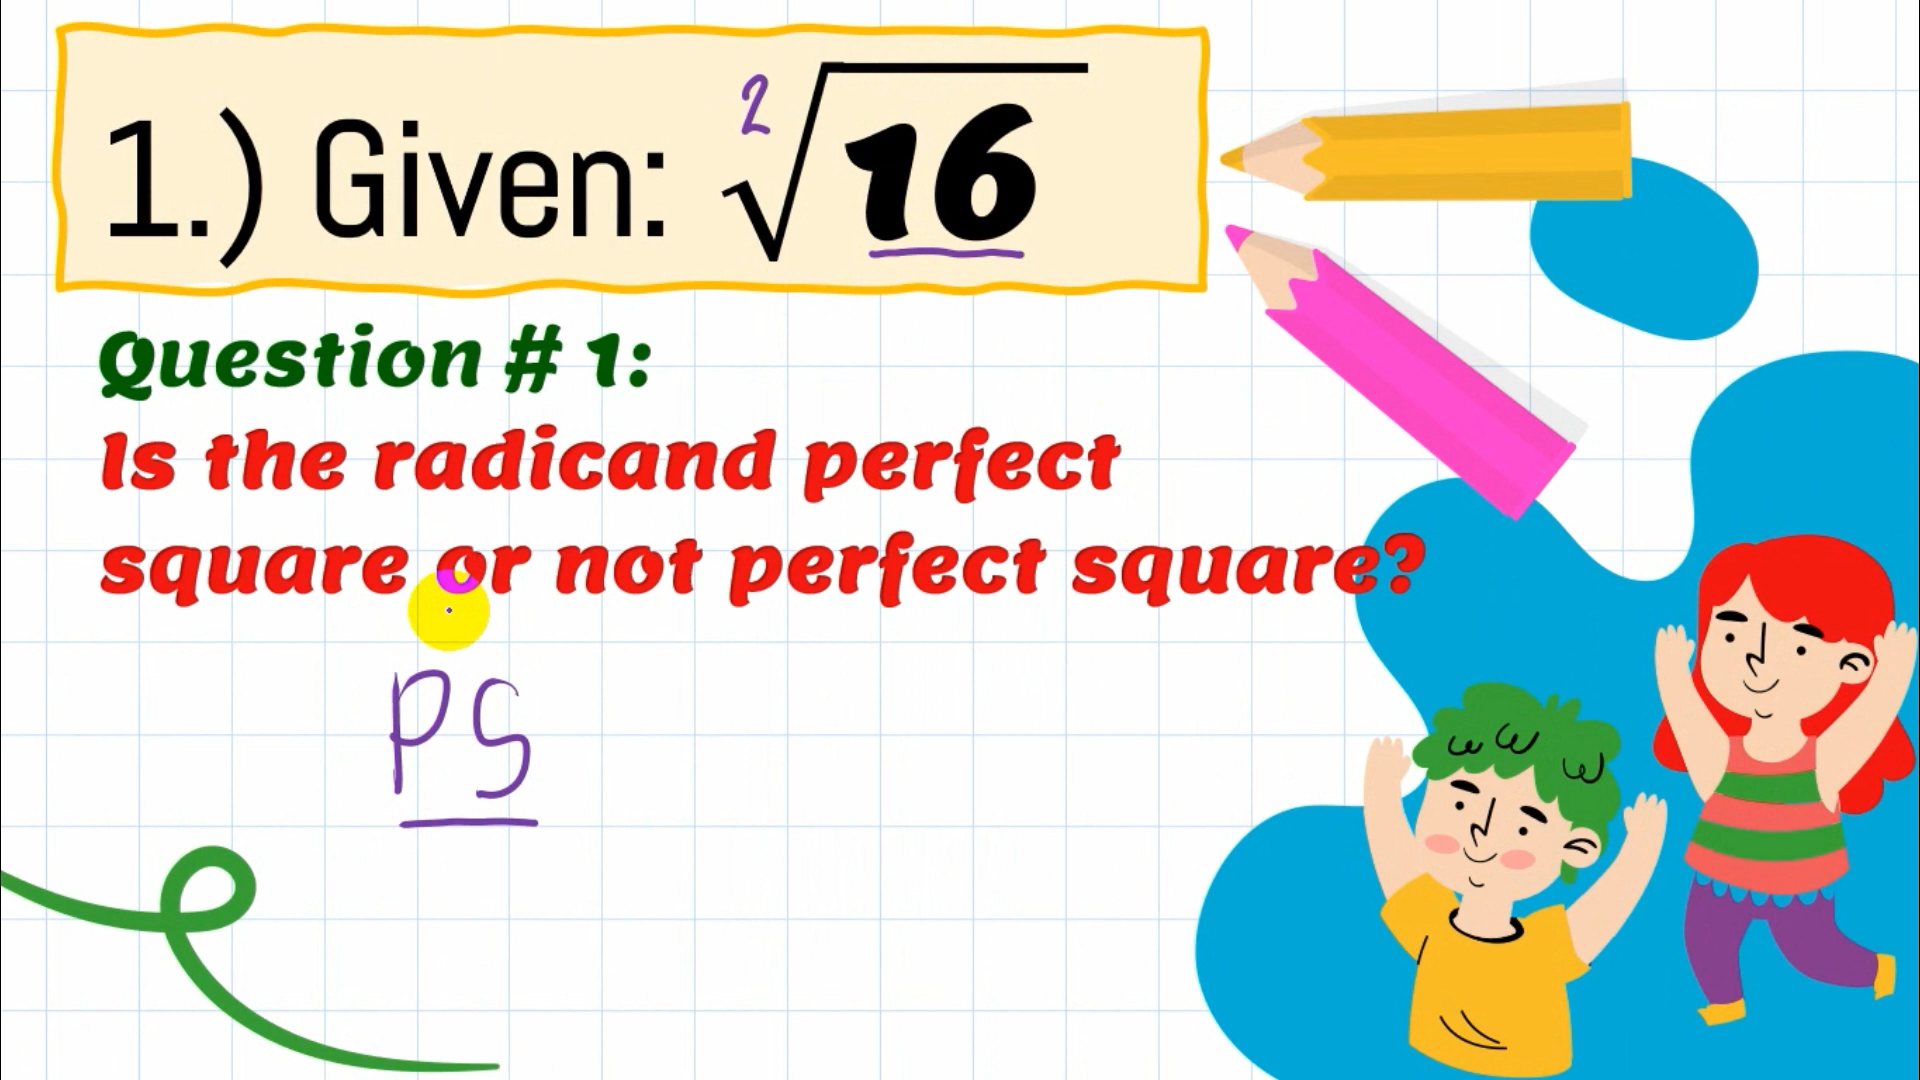 1.) Given: ²√16
Question # 1:
Is the radicand perfect
square or not perfect square?
PS